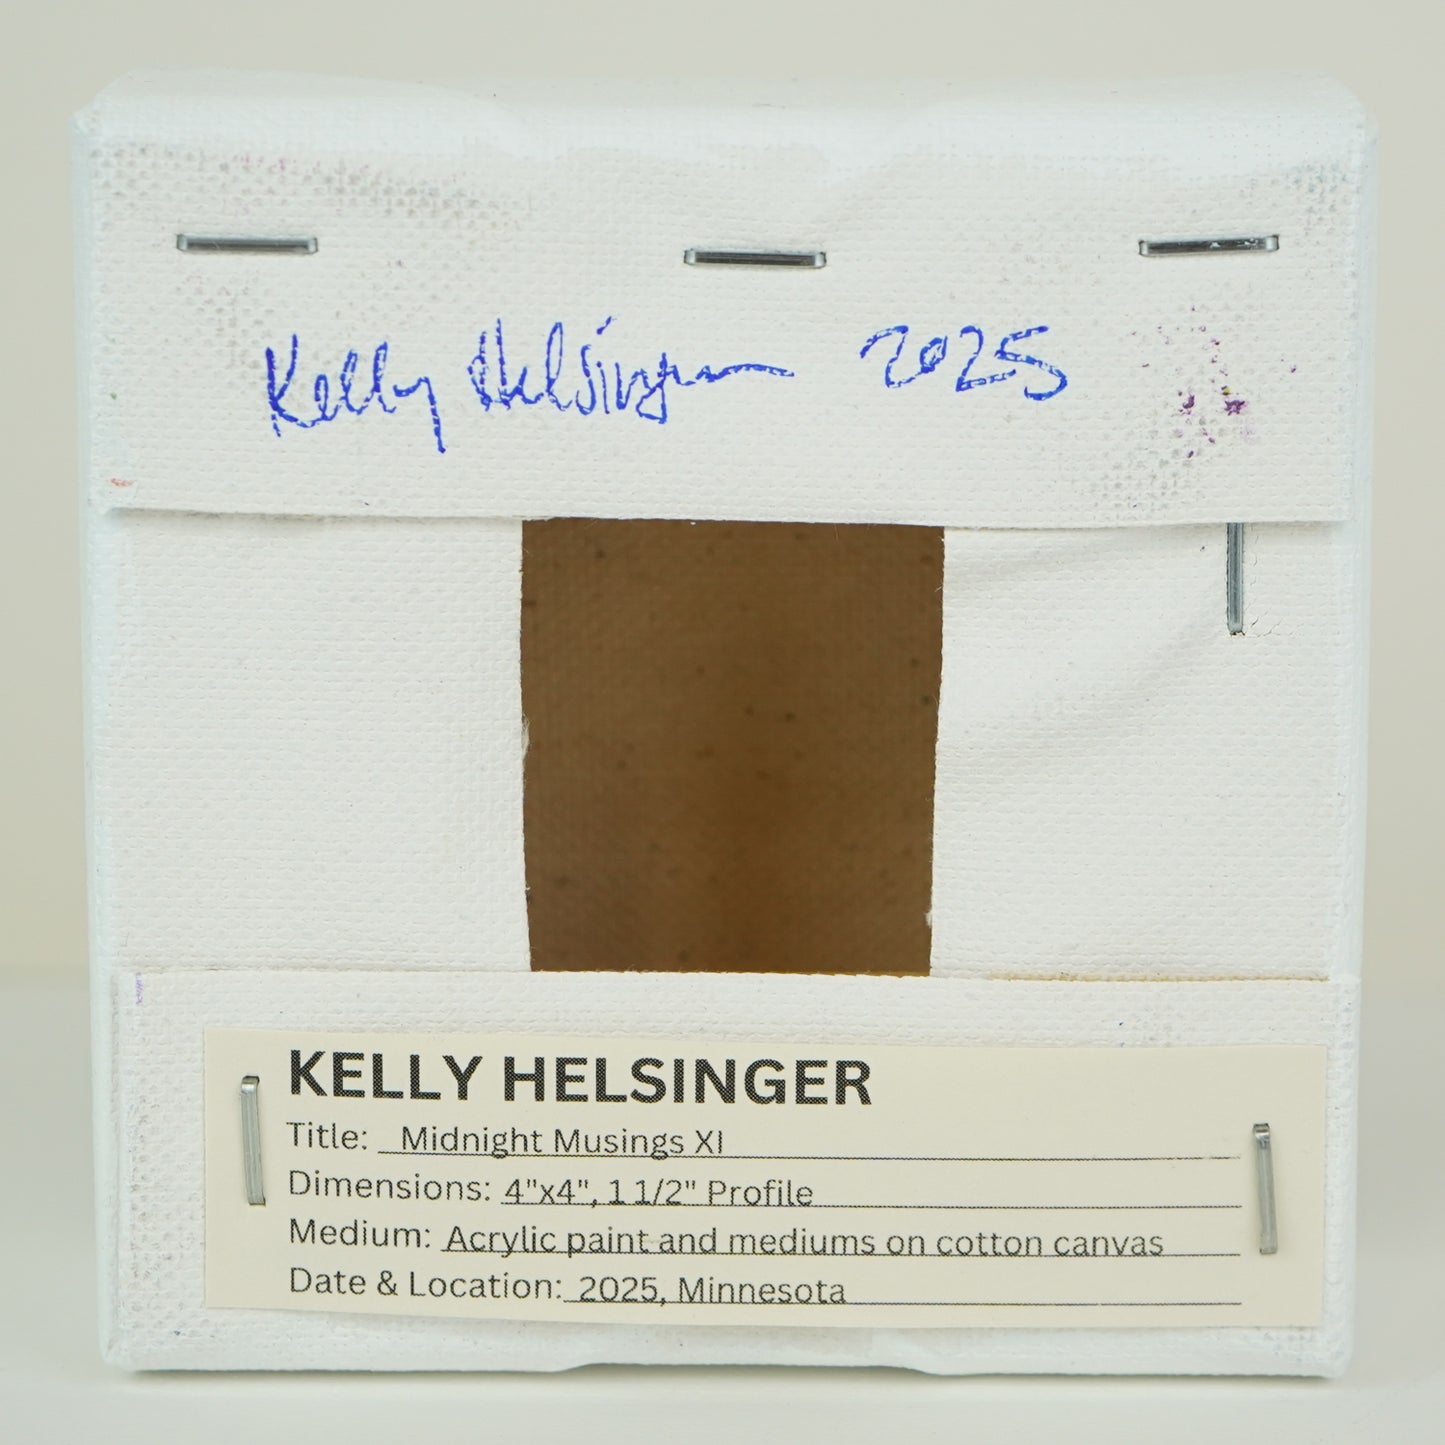 Kelly Helsinger 2025
KELLY HELSINGER
Title: Midnight Musings XI
Dimensions: 4"x4", 1 1/2" Profile
Medium: Acrylic paint and mediums on cotton canvas
Date & Location: 2025, Minnesota